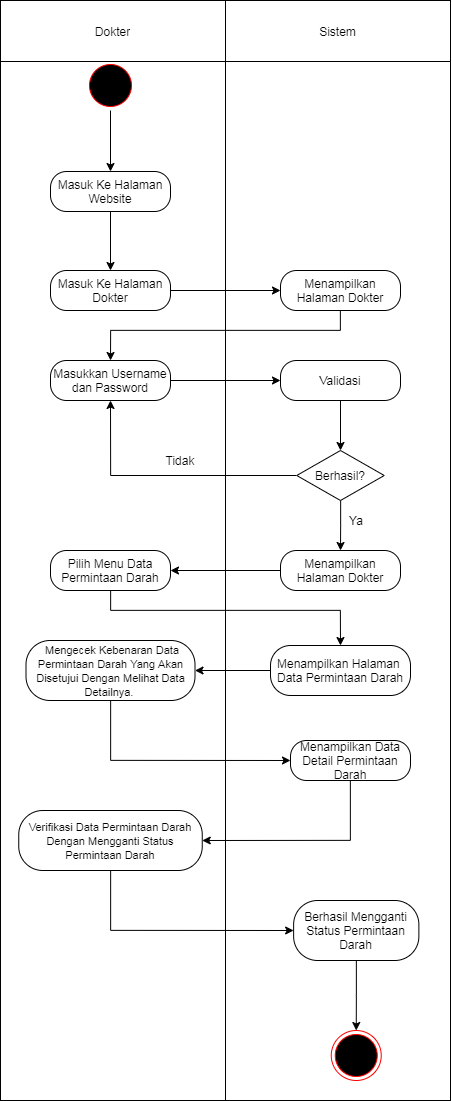 Dokter
Sistem
Masuk Ke Halaman
Website
Masuk Ke Halaman
Dokter
Menampilkan
Halaman Dokter
Masukkan Username
dan Password
Validasi
Berhasil?
Tidak
Ya
Menampilkan
Halaman Dokter
Pilih Menu Data
Permintaan Darah
Menampilkan Halaman
Data Permintaan Darah
Mengecek Kebenaran Data
Permintaan Darah Yang Akan
Disetujui Dengan Melihat Data
Detailnya.
Menampilkan Data
Detail Permintaan
Darah
Verifikasi Data Permintaan Darah
Dengan Mengganti Status
Permintaan Darah
Berhasil Mengganti
Status Permintaan
Darah